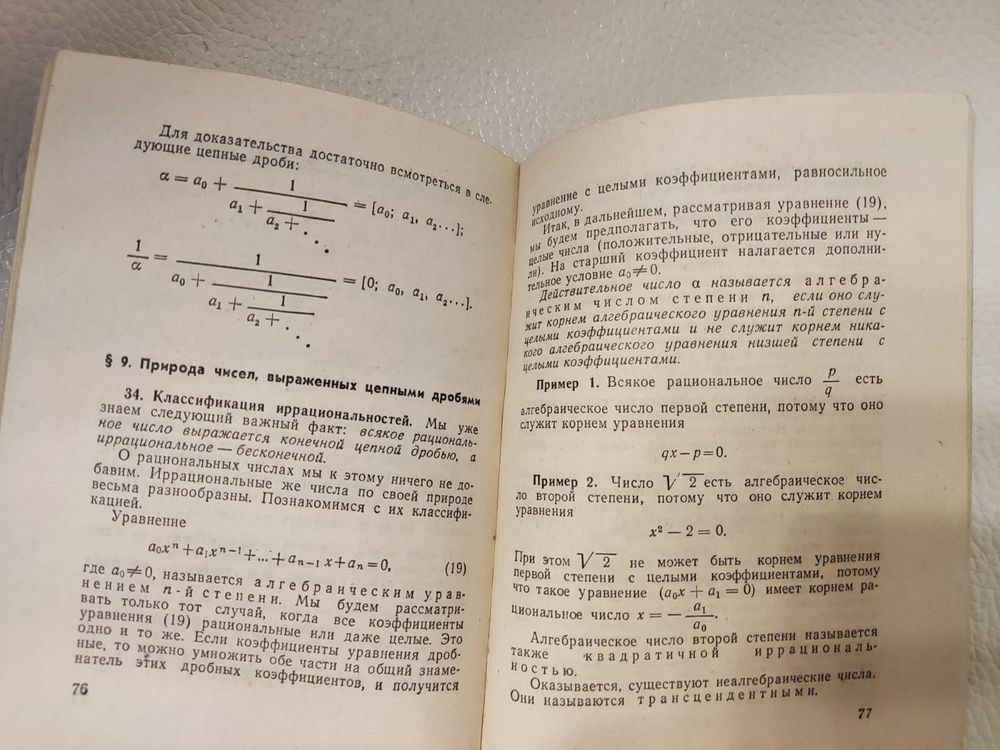 Для доказательства достаточно всмотреться в сле-
дующие цепные дроби:
α = a₀ + 1
a₁ + 1
a₂ + . . .
= [a₀; a₁, a₂...];
1/α = 1
a₀ + 1
a₁ + 1
a₂ + . . .
= [0; a₀, a₁, a₂...].
§ 9. Природа чисел, выраженных цепными дробями
34. Классификация иррациональностей. Мы уже
знаем следующий важный факт: всякое рациональ-
ное число выражается конечной цепной дробью, а
иррациональное — бесконечной.
О рациональных числах мы к этому ничего не до-
бавим. Иррациональные же числа по своей природе
весьма разнообразны. Познакомимся с их классифи-
кацией.
Уравнение
a₀xⁿ + a₁xⁿ⁻¹ + ... + aₙ₋₁x + aₙ = 0, (19)
где a₀ ≠ 0, называется алгебраическим урав-
нением n-й степени. Мы будем рассматри-
вать только тот случай, когда все коэффициенты
уравнения (19) рациональные или даже целые. Это
одно и то же. Если коэффициенты уравнения дроб-
ные, то можно умножить обе части на общий знаме-
натель этих дробных коэффициентов, и получится
76
уравнение с целыми коэффициентами, равносильное
исходному.
Итак, в дальнейшем, рассматривая уравнение (19),
мы будем предполагать, что его коэффициенты —
целые числа (положительные, отрицательные или ну-
ли). На старший коэффициент налагается дополни-
тельное условие a₀ ≠ 0.
Действительное число α называется алгебра-
ическим числом степени n, если оно слу-
жит корнем алгебраического уравнения n-й степени с
целыми коэффициентами и не служит корнем ника-
кого алгебраического уравнения низшей степени с
целыми коэффициентами.
Пример 1. Всякое рациональное число p/q есть
алгебраическое число первой степени, потому что оно
служит корнем уравнения
qx — p = 0.
Пример 2. Число √2 есть алгебраическое чис-
ло второй степени, потому что оно служит корнем
уравнения
x² — 2 = 0.
При этом √2 не может быть корнем уравнения
первой степени с целыми коэффициентами, потому
что такое уравнение (a₀x + a₁ = 0) имеет корнем ра-
циональное число x = — a₁/a₀.
Алгебраическое число второй степени называется
также квадратичной иррациональ-
ностью.
Оказывается, существуют неалгебраические числа.
Они называются трансцендентными.
77